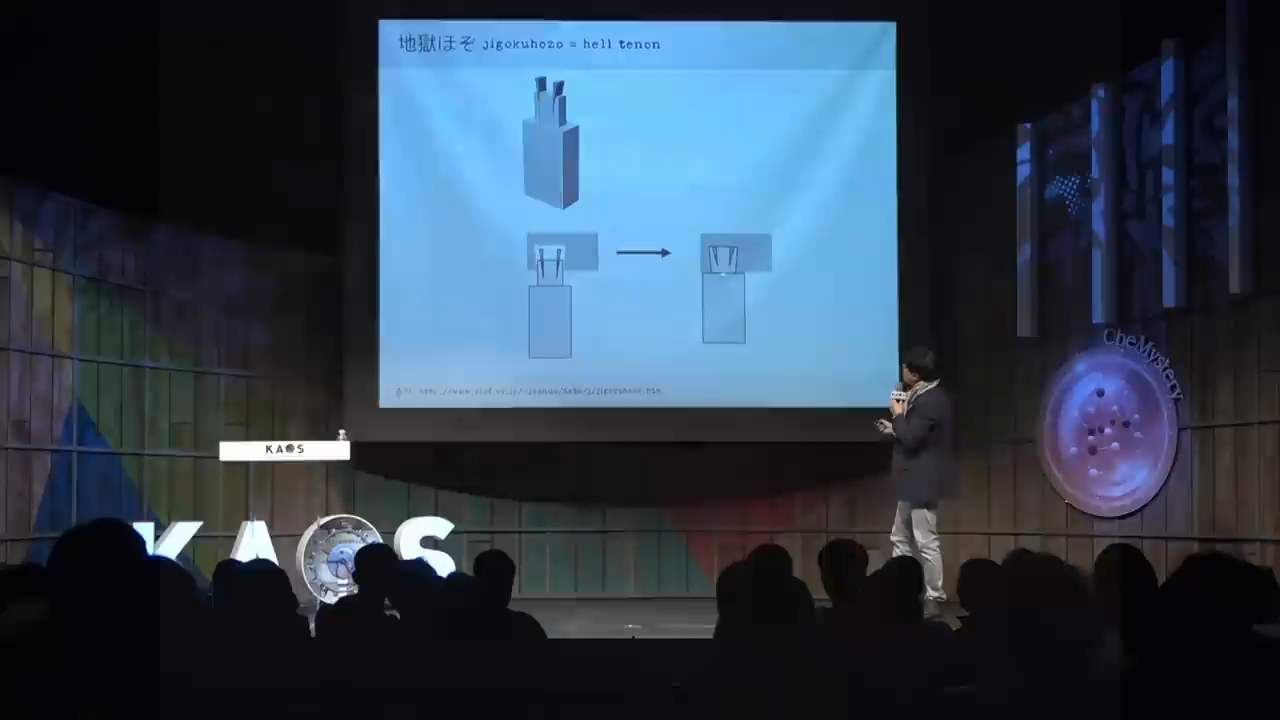 地獄ほぞ jigokuhozo = hell tenon
CheMystery
KAOS
KAOS